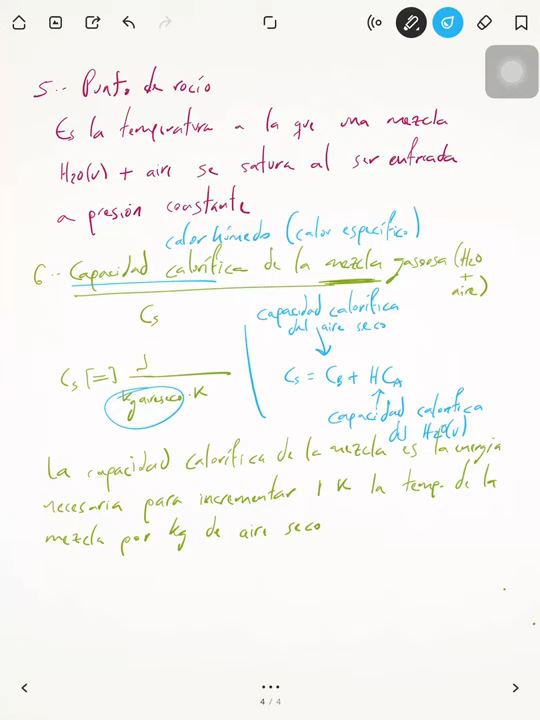 5.- Punto de rocío
Es la temperatura a la que una mezcla
H2O(v) + aire se satura al ser enfriada
a presión constante
calor húmedo (calor específico)
6.- Capacidad calorífica de la mezcla gaseosa (H2O + aire)
Cs
Cs [=] J / kg aire seco · K
capacidad calorífica
del aire seco
Cs = CB + HCA
capacidad calorífica
del H2O(v)
La capacidad calorífica de la mezcla es la energía
necesaria para incrementar 1 K la temp. de la
mezcla por kg de aire seco
4 / 4